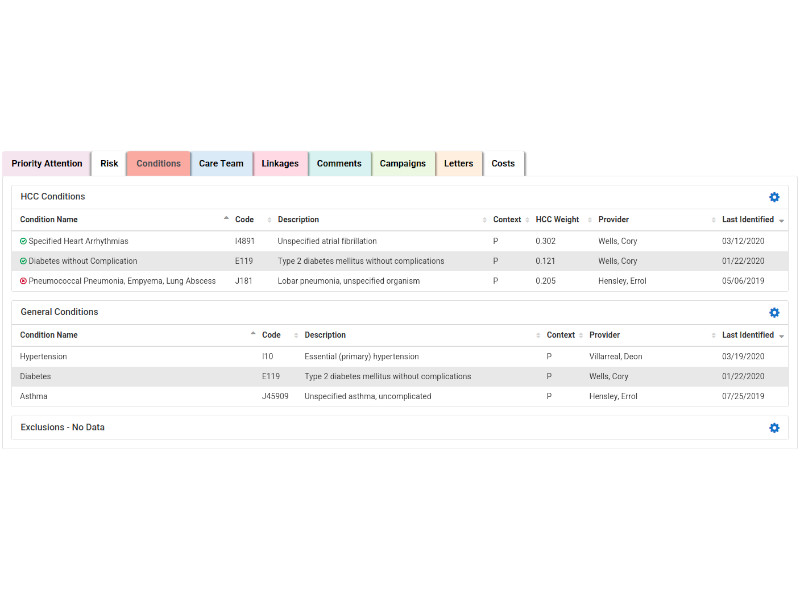 Priority Attention Risk Conditions Care Team Linkages Comments Campaigns Letters Costs
HCC Conditions
Condition Name Code Description Context HCC Weight Provider Last Identified
Specified Heart Arrhythmias I4891 Unspecified atrial fibrillation P 0.302 Wells, Cory 03/12/2020
Diabetes without Complication E119 Type 2 diabetes mellitus without complications P 0.121 Wells, Cory 01/22/2020
Pneumococcal Pneumonia, Empyema, Lung Abscess J181 Lobar pneumonia, unspecified organism P 0.205 Hensley, Errol 05/06/2019
General Conditions
Condition Name Code Description Context Provider Last Identified
Hypertension I10 Essential (primary) hypertension P Villarreal, Deon 03/19/2020
Diabetes E119 Type 2 diabetes mellitus without complications P Wells, Cory 01/22/2020
Asthma J45909 Unspecified asthma, uncomplicated P Hensley, Errol 07/25/2019
Exclusions - No Data